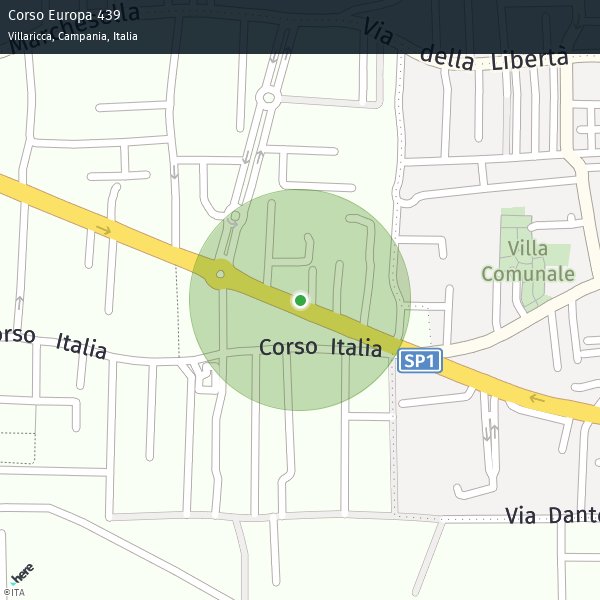 Corso Europa 439
Villaricca, Campania, Italia
Marchesella
Via della Libertà
Villa
Comunale
orso Italia
Corso Italia
SP1
Via Dante
here
©ITA